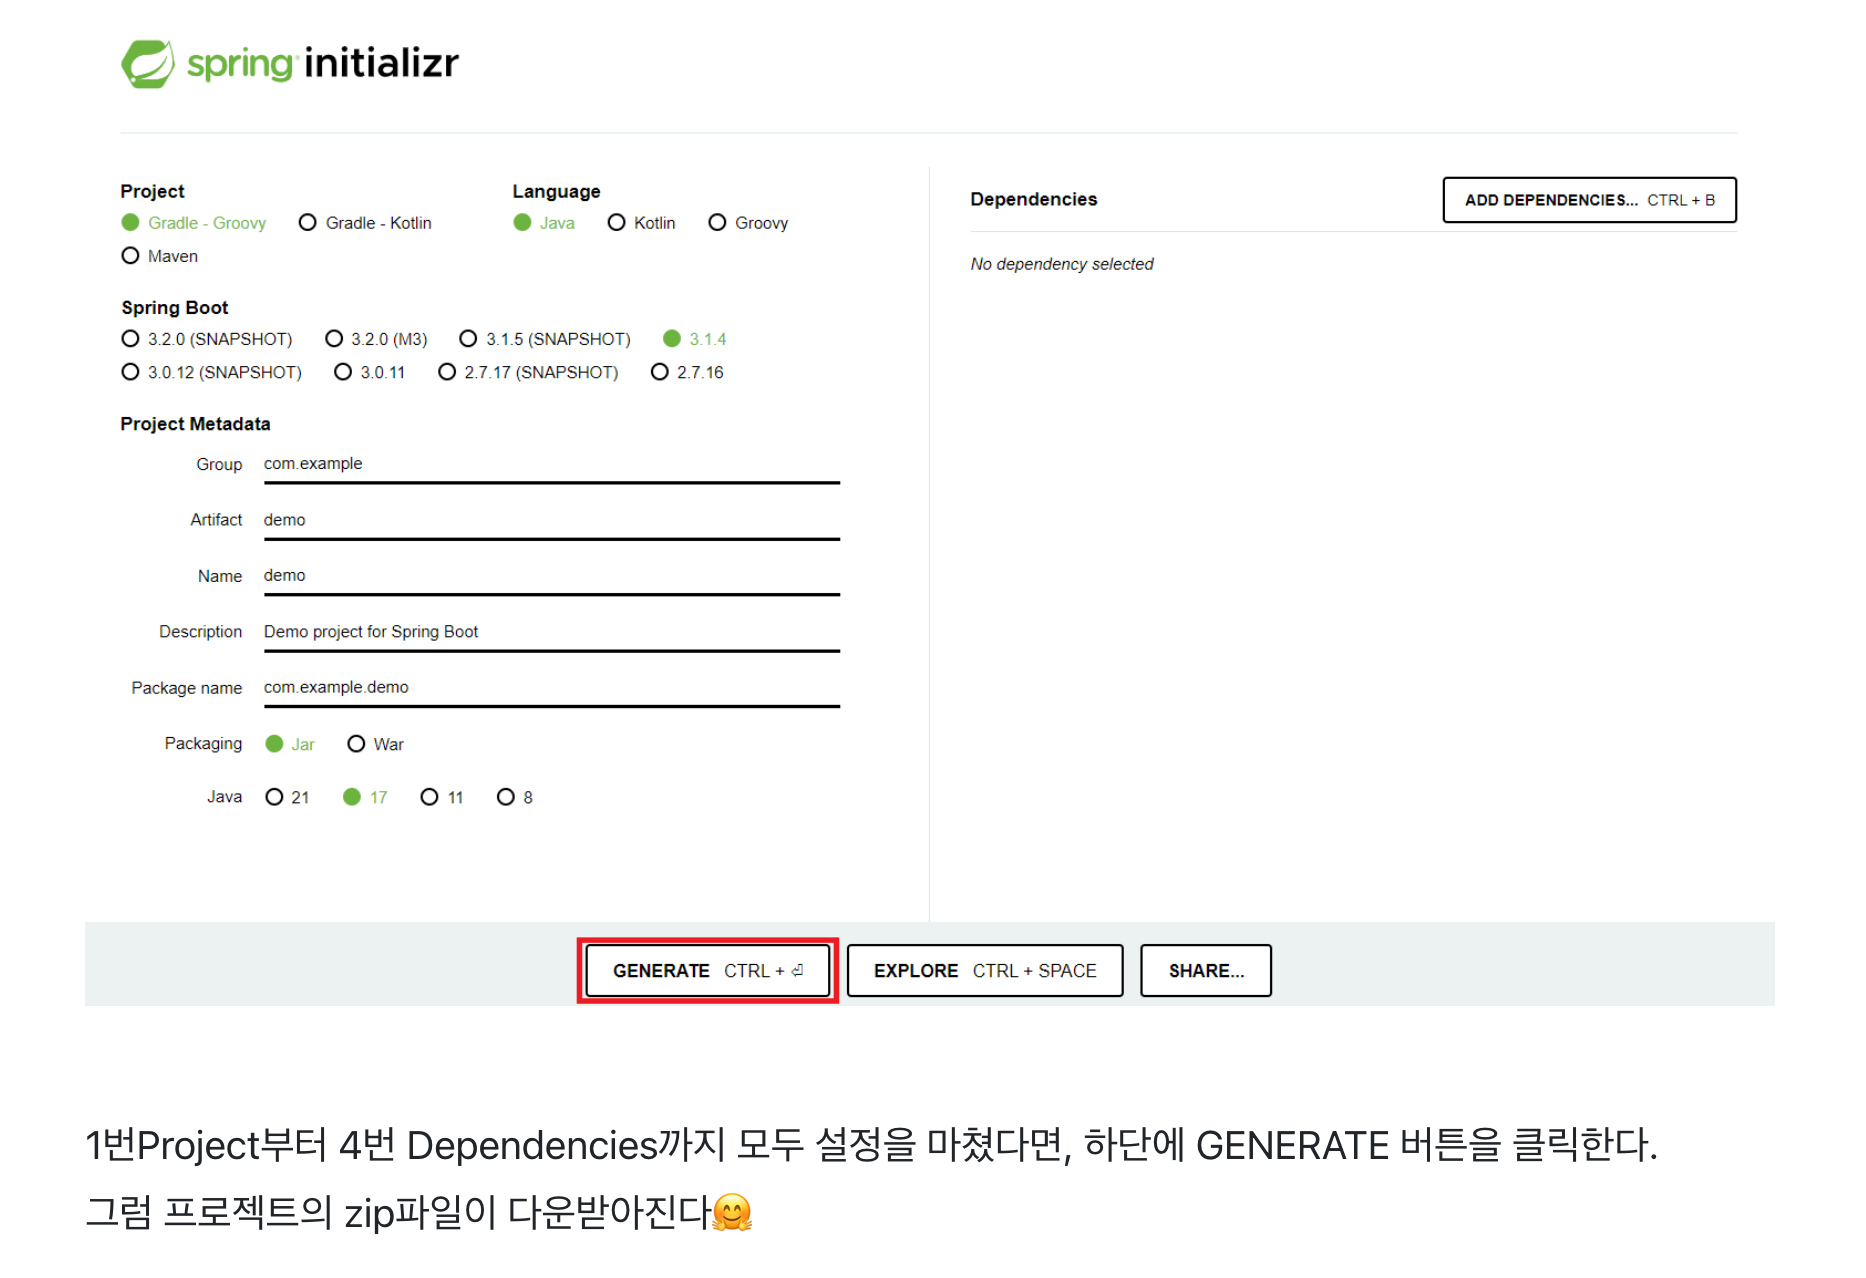 spring initializr
Project
Gradle - Groovy Gradle - Kotlin
Maven
Language
Java Kotlin Groovy
Spring Boot
3.2.0 (SNAPSHOT) 3.2.0 (M3) 3.1.5 (SNAPSHOT) 3.1.4
3.0.12 (SNAPSHOT) 3.0.11 2.7.17 (SNAPSHOT) 2.7.16
Project Metadata
Group com.example
Artifact demo
Name demo
Description Demo project for Spring Boot
Package name com.example.demo
Packaging Jar War
Java 21 17 11 8
Dependencies
ADD DEPENDENCIES... CTRL + B
No dependency selected
GENERATE CTRL + ⏎
EXPLORE CTRL + SPACE
SHARE...
1번Project부터 4번 Dependencies까지 모두 설정을 마쳤다면, 하단에 GENERATE 버튼을 클릭한다.
그럼 프로젝트의 zip파일이 다운받아진다🤗